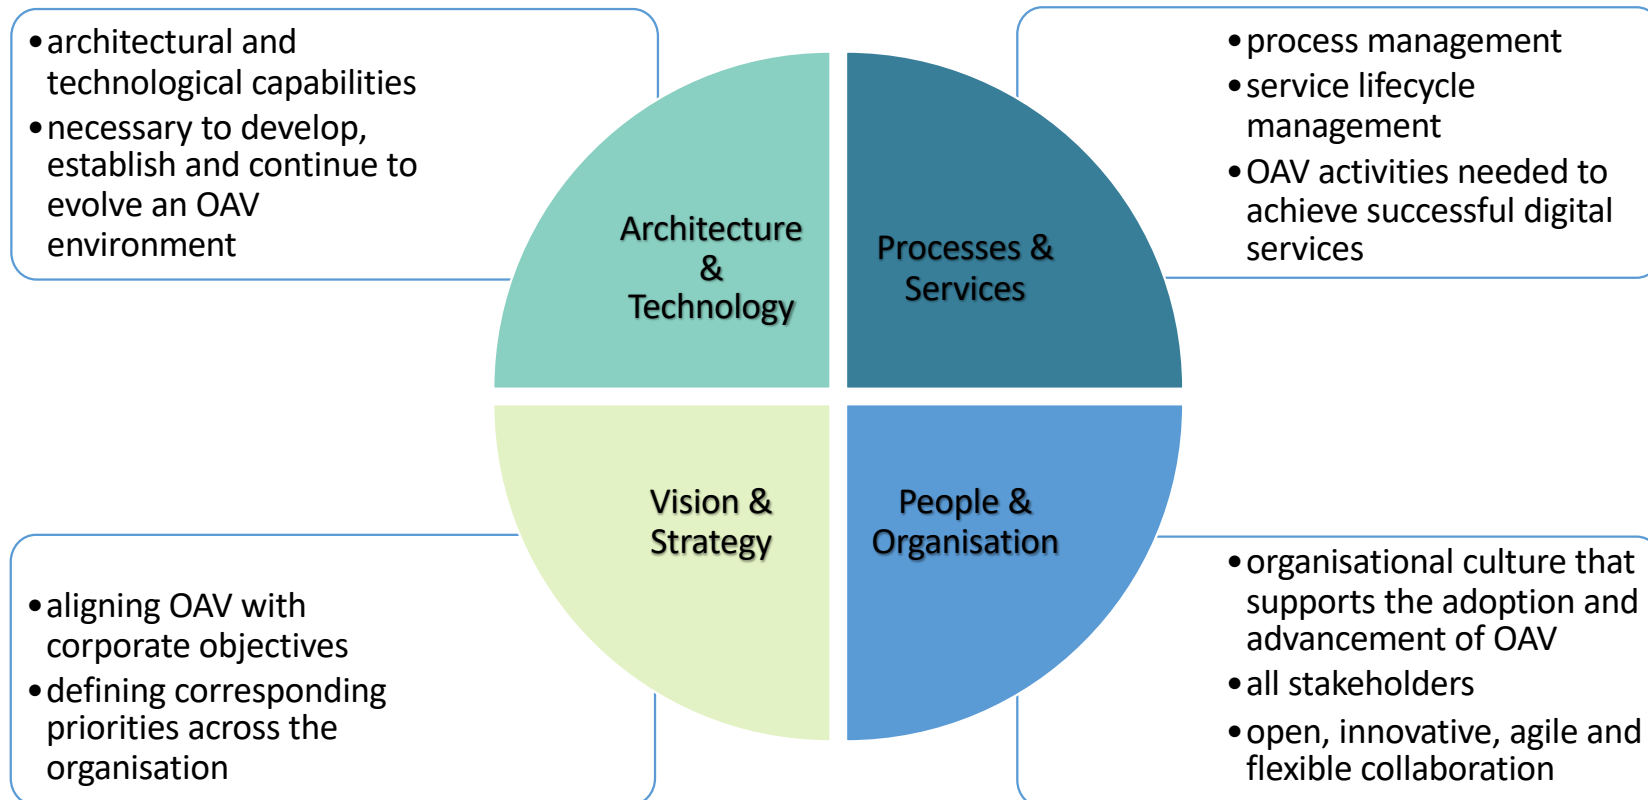 •architectural and
technological capabilities
•necessary to develop,
establish and continue to
evolve an OAV
environment
•process management
•service lifecycle
management
•OAV activities needed to
achieve successful digital
services
Architecture
&
Technology
Processes &
Services
Vision &
Strategy
People &
Organisation
•aligning OAV with
corporate objectives
•defining corresponding
priorities across the
organisation
•organisational culture that
supports the adoption and
advancement of OAV
•all stakeholders
•open, innovative, agile and
flexible collaboration